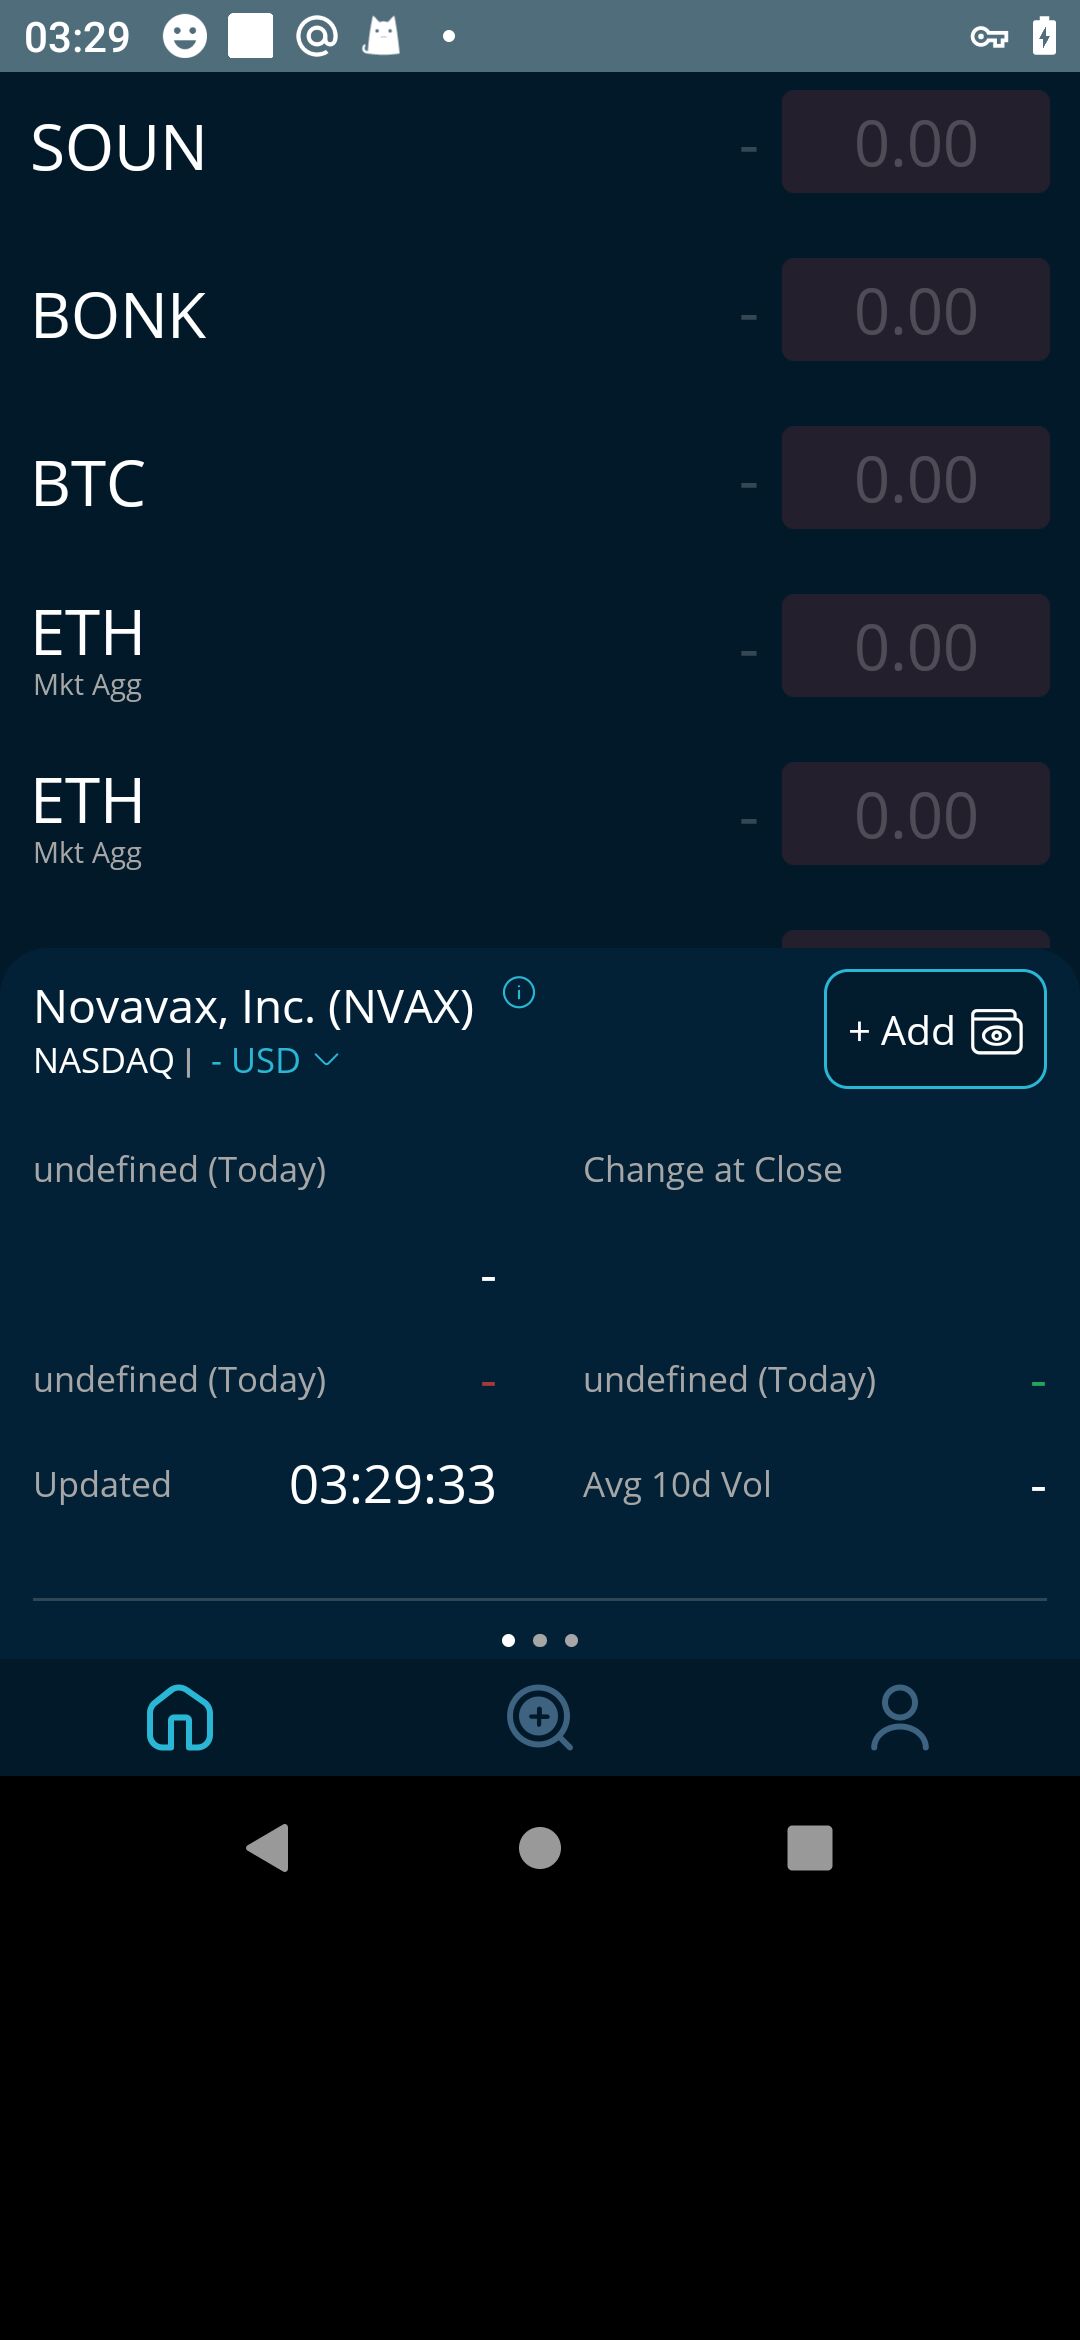 03:29
SOUN - 0.00
BONK - 0.00
BTC - 0.00
ETH - 0.00
Mkt Agg
ETH - 0.00
Mkt Agg
Novavax, Inc. (NVAX)
+ Add
NASDAQ | - USD
undefined (Today) Change at Close
-
undefined (Today) - undefined (Today) -
Updated 03:29:33 Avg 10d Vol -